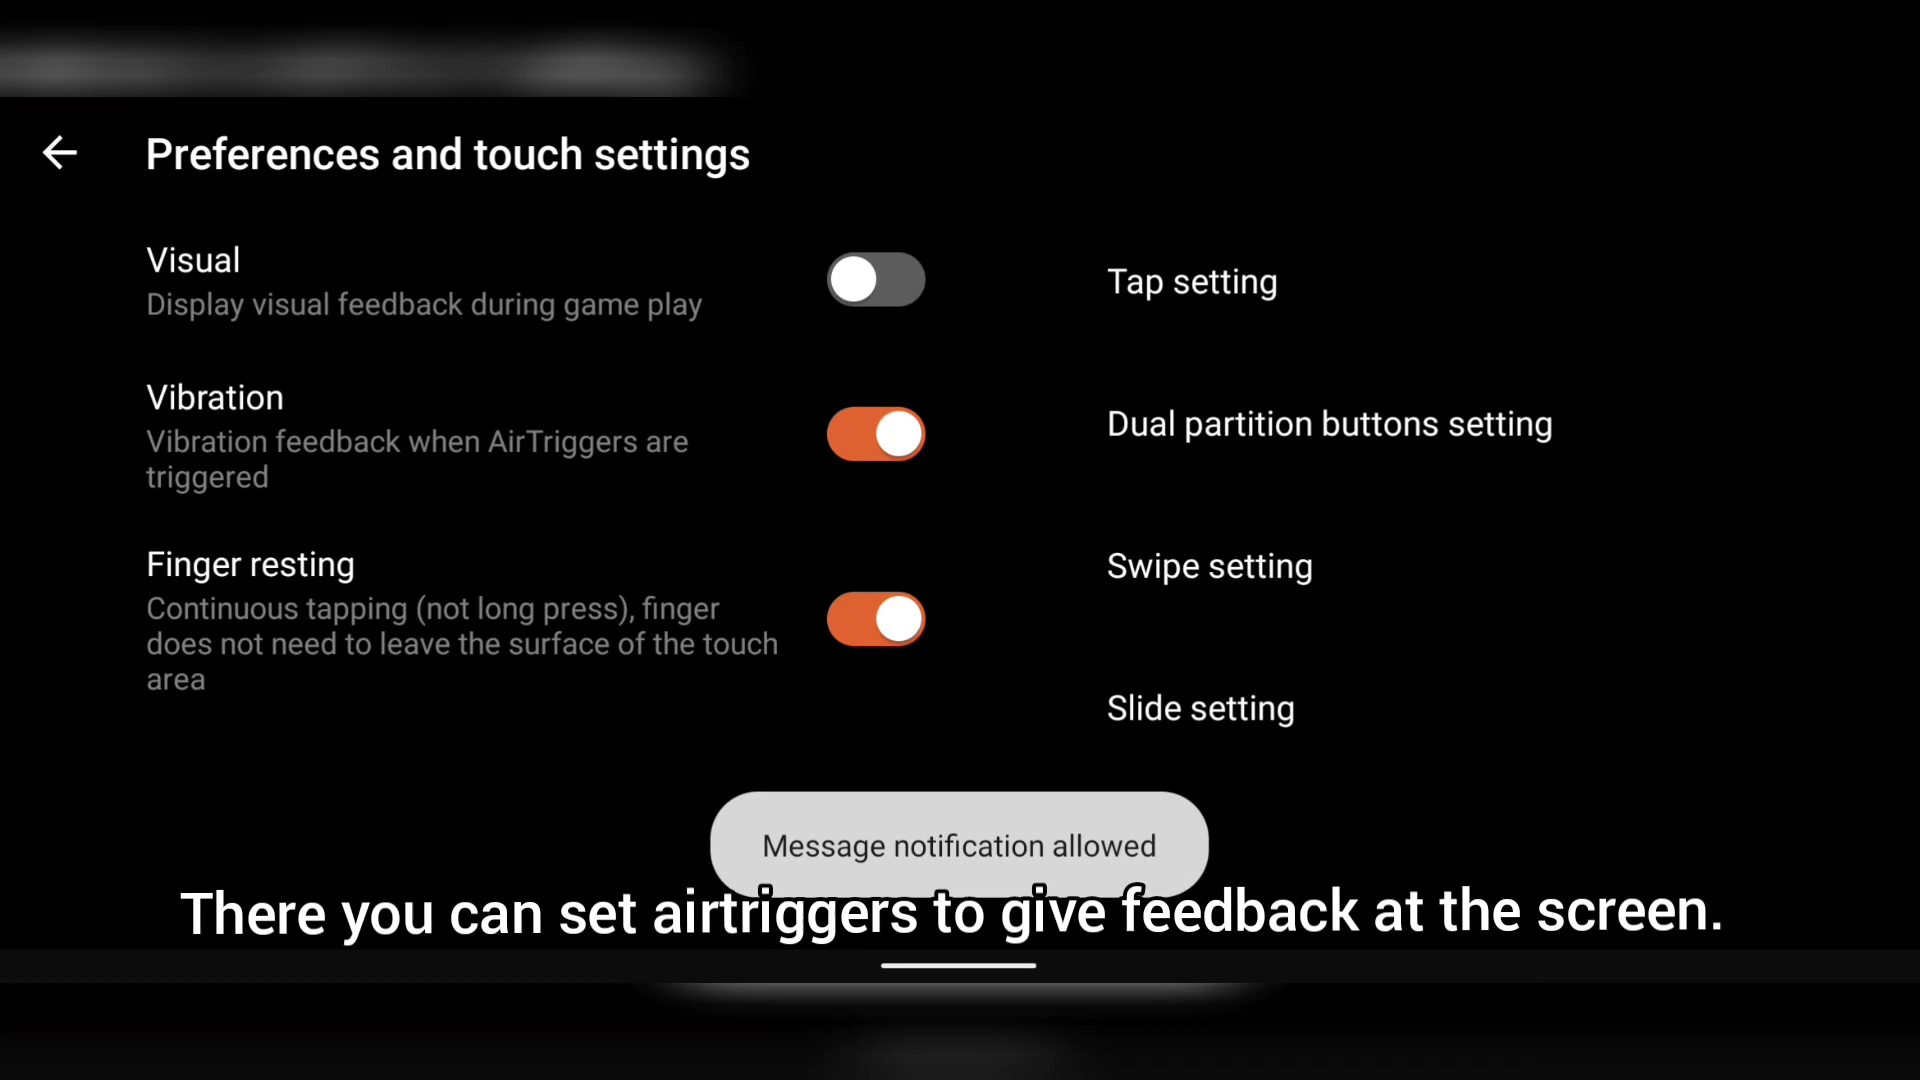 Preferences and touch settings
Visual
Display visual feedback during game play
Vibration
Vibration feedback when AirTriggers are
triggered
Finger resting
Continuous tapping (not long press), finger
does not need to leave the surface of the touch
area
Tap setting
Dual partition buttons setting
Swipe setting
Slide setting
Message notification allowed
There you can set airtriggers to give feedback at the screen.